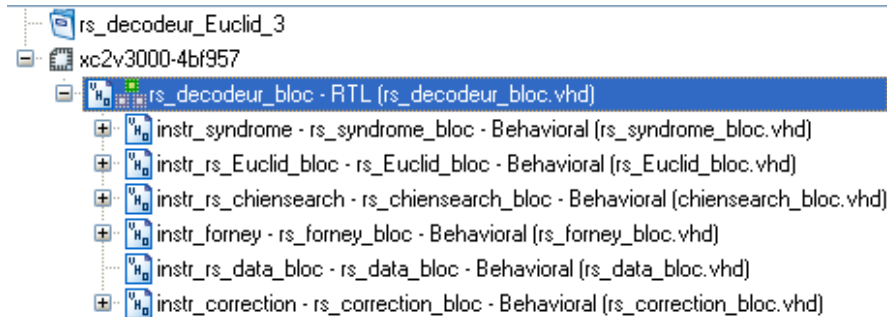 rs_decodeur_Euclid_3
xc2v3000-4bf957
rs_decodeur_bloc - RTL (rs_decodeur_bloc.vhd)
instr_syndrome - rs_syndrome_bloc - Behavioral (rs_syndrome_bloc.vhd)
instr_rs_Euclid_bloc - rs_Euclid_bloc - Behavioral (rs_Euclid_bloc.vhd)
instr_rs_chiensearch - rs_chiensearch_bloc - Behavioral (chiensearch_bloc.vhd)
instr_forney - rs_forney_bloc - Behavioral (rs_forney_bloc.vhd)
instr_rs_data_bloc - rs_data_bloc - Behavioral (rs_data_bloc.vhd)
instr_correction - rs_correction_bloc - Behavioral (rs_correction_bloc.vhd)